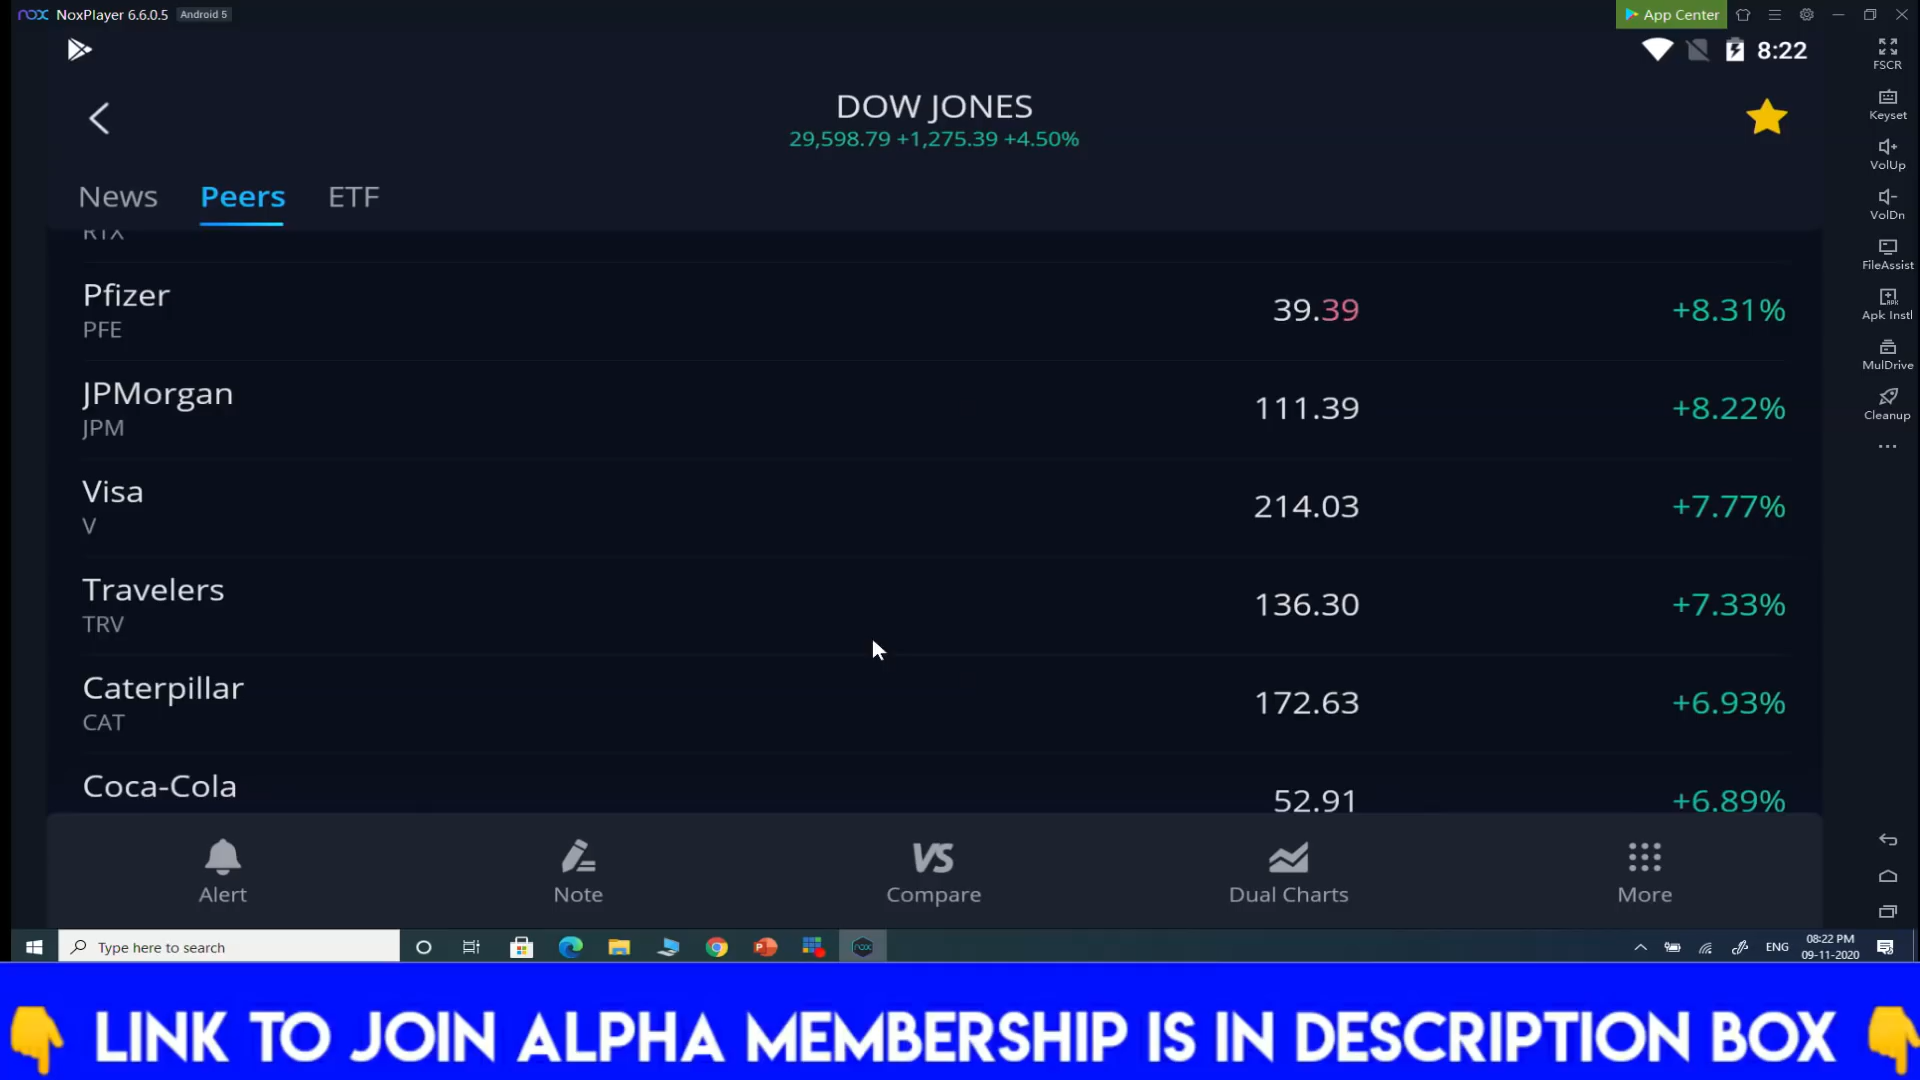 nox NoxPlayer 6.6.0.5 Android 5
App Center
8:22
FSCR
DOW JONES
29,598.79 +1,275.39 +4.50%
Keyset
VolUp
News Peers ETF
VolDn
RTX
FileAssist
Pfizer
PFE
39.39 +8.31%
Apk Instl
MulDrive
JPMorgan
JPM
111.39 +8.22%
Cleanup
Visa
V
214.03 +7.77%
Travelers
TRV
136.30 +7.33%
Caterpillar
CAT
172.63 +6.93%
Coca-Cola
52.91 +6.89%
VS
Alert Note Compare Dual Charts More
Type here to search
ENG
08:22 PM
09-11-2020
LINK TO JOIN ALPHA MEMBERSHIP IS IN DESCRIPTION BOX